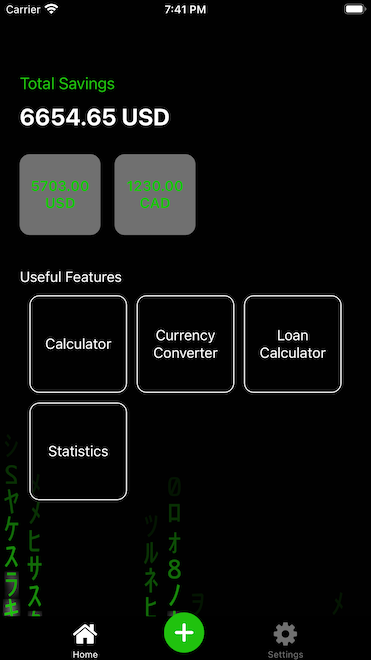 Carrier 7:41 PM
Total Savings
6654.65 USD
5703.00
USD
1230.00
CAD
Useful Features
Calculator
Currency
Converter
Loan
Calculator
Statistics
シ
S
ヤ
ケ
ス
ラ
キ
メ
ヒ
サ
ス
ツ
ル
ネ
ヒ
0
ロ
オ
8
ノ
ヲ
メ
Home
Settings